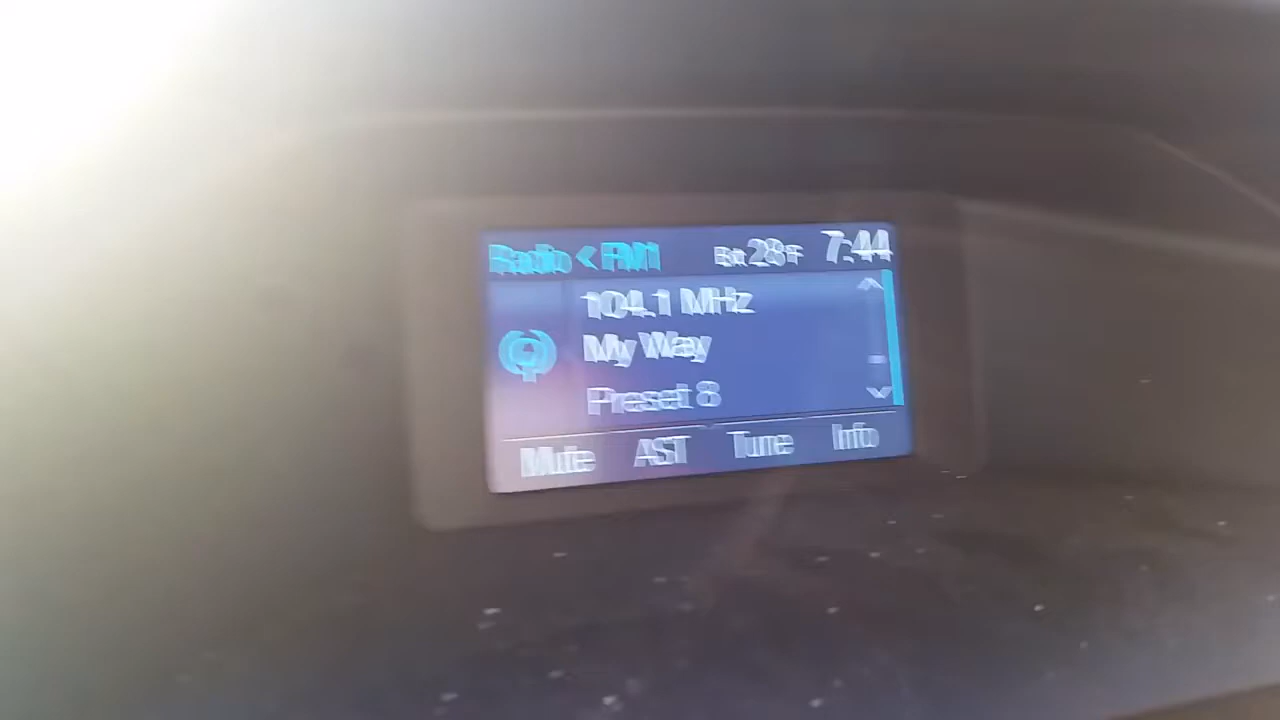 Radio < FM1 Ext 28°F 7:44
104.1 MHz
My Way
Preset 8
Mute AST Tune Info